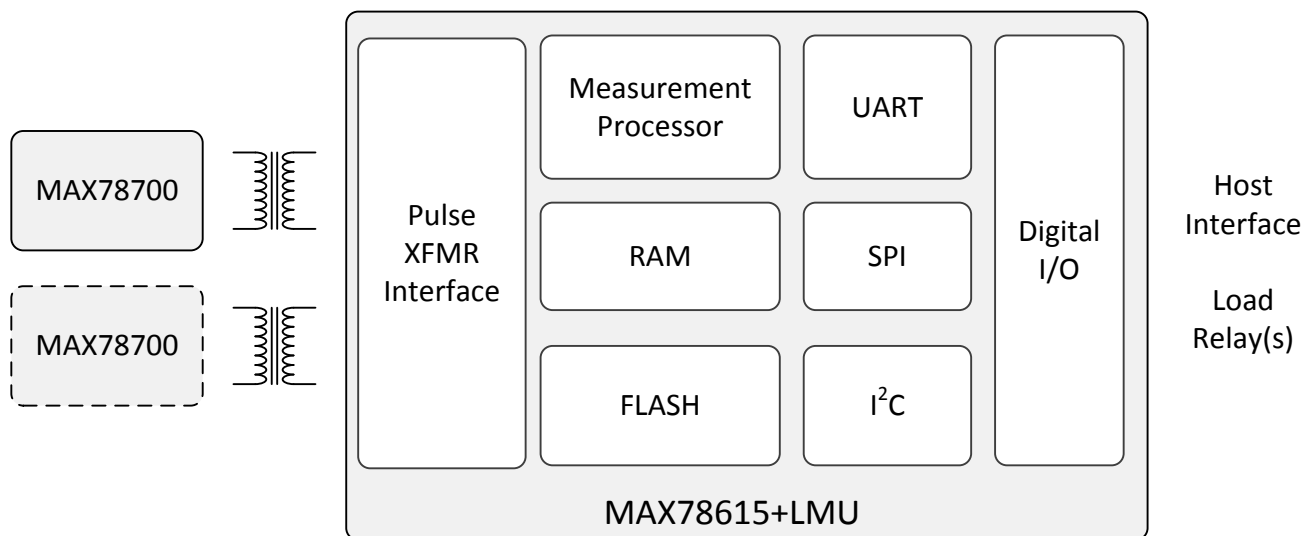 MAX78700
MAX78700
Pulse
XFMR
Interface
Measurement
Processor
UART
RAM
SPI
FLASH
I²C
Digital
I/O
MAX78615+LMU
Host
Interface
Load
Relay(s)